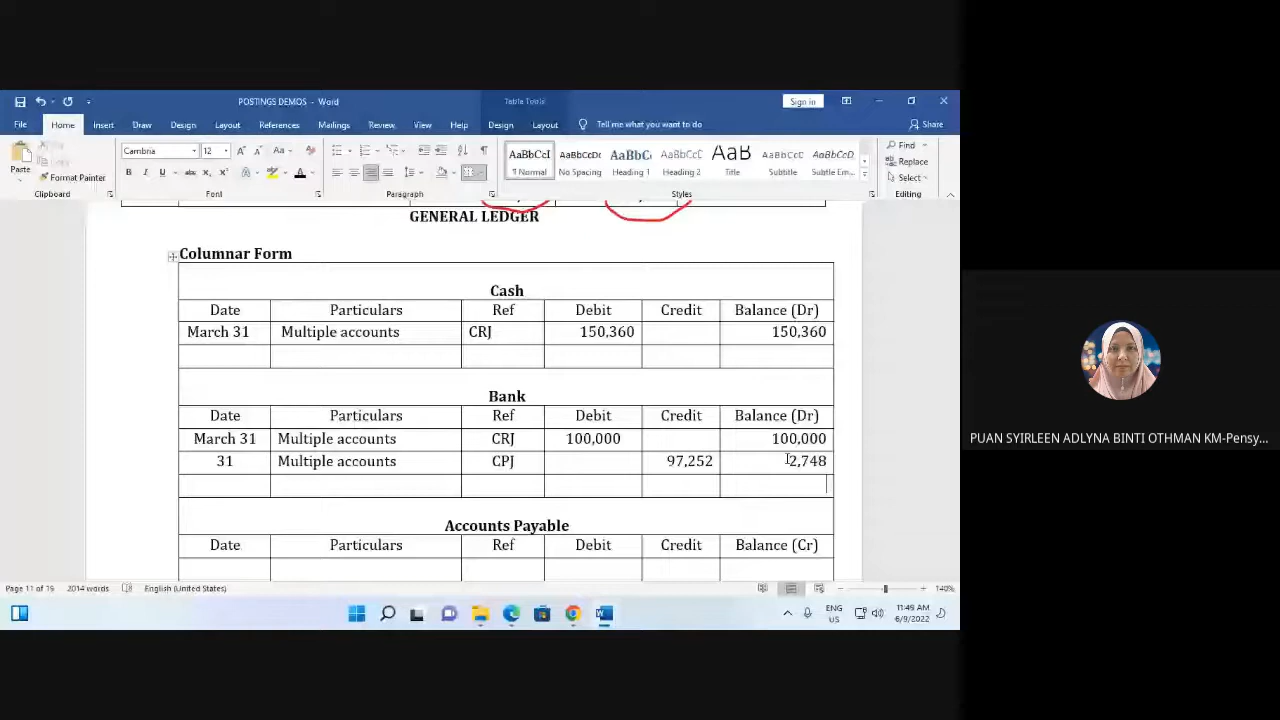 POSTINGS DEMOS - Word
Table Tools
Sign in
File Home Insert Draw Design Layout References Mailings Review View Help Design Layout Tell me what you want to do Share
Paste
Format Painter
Cambria 12
AaBbCcI AaBbCcDc AaBbC AaBbCcI AaB AaBbCcD AaBbCcD
¶ Normal No Spacing Heading 1 Heading 2 Title Subtitle Subtle Em...
Find
Replace
Select
Clipboard Font Paragraph Styles Editing
GENERAL LEDGER
Columnar Form
Cash
Date Particulars Ref Debit Credit Balance (Dr)
March 31 Multiple accounts CRJ 150,360 150,360
Bank
Date Particulars Ref Debit Credit Balance (Dr)
March 31 Multiple accounts CRJ 100,000 100,000
31 Multiple accounts CPJ 97,252 2,748
Accounts Payable
Date Particulars Ref Debit Credit Balance (Cr)
Page 11 of 19 2014 words English (United States) 140%
ENG
US
11:49 AM
6/9/2022
PUAN SYIRLEEN ADLYNA BINTI OTHMAN KM-Pensy...